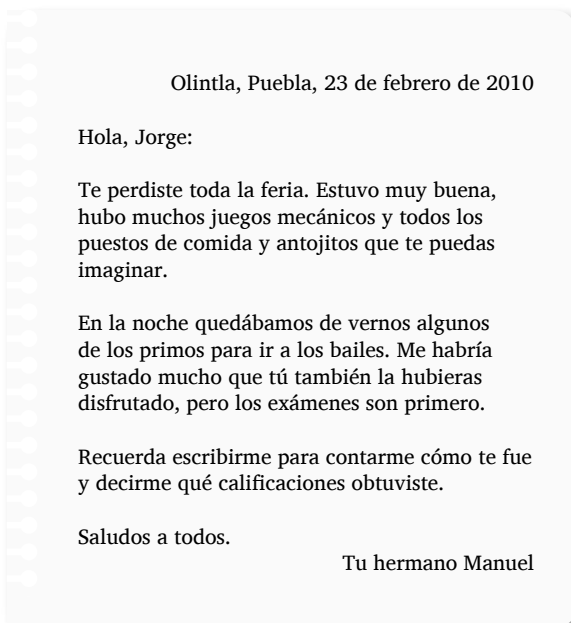 Olintla, Puebla, 23 de febrero de 2010
Hola, Jorge:
Te perdiste toda la feria. Estuvo muy buena,
hubo muchos juegos mecánicos y todos los
puestos de comida y antojitos que te puedas
imaginar.
En la noche quedábamos de vernos algunos
de los primos para ir a los bailes. Me habría
gustado mucho que tú también la hubieras
disfrutado, pero los exámenes son primero.
Recuerda escribirme para contarme cómo te fue
y decirme qué calificaciones obtuviste.
Saludos a todos.
Tu hermano Manuel